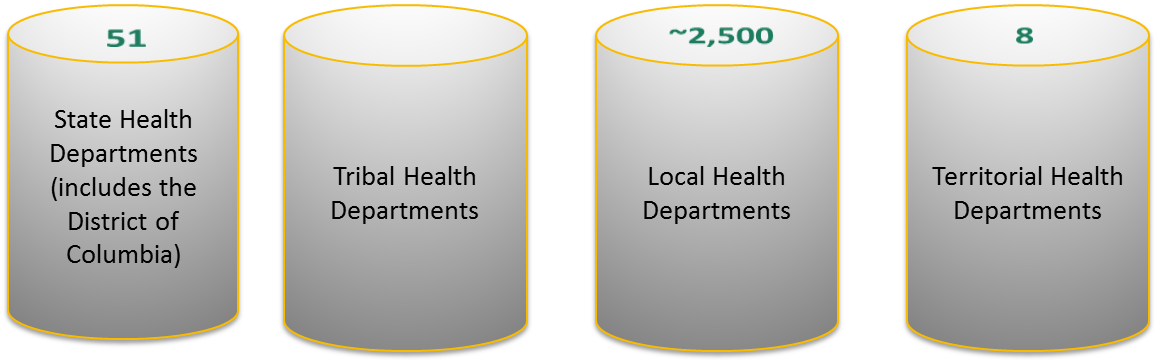 51
State Health
Departments
(includes the
District of
Columbia)
Tribal Health
Departments
~2,500
Local Health
Departments
8
Territorial Health
Departments